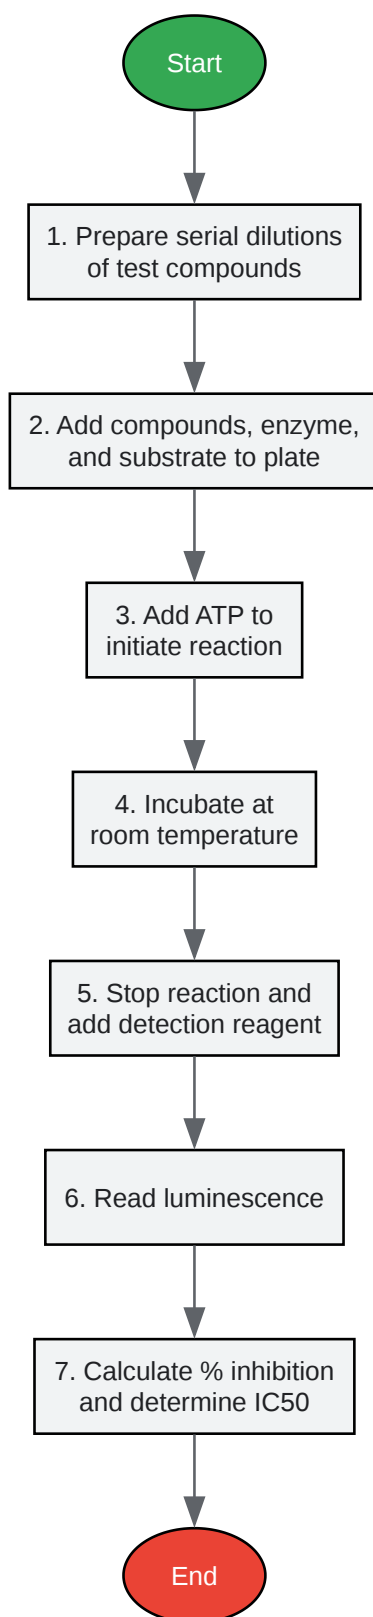 Start
1. Prepare serial dilutions
of test compounds
2. Add compounds, enzyme,
and substrate to plate
3. Add ATP to
initiate reaction
4. Incubate at
room temperature
5. Stop reaction and
add detection reagent
6. Read luminescence
7. Calculate % inhibition
and determine IC50
End